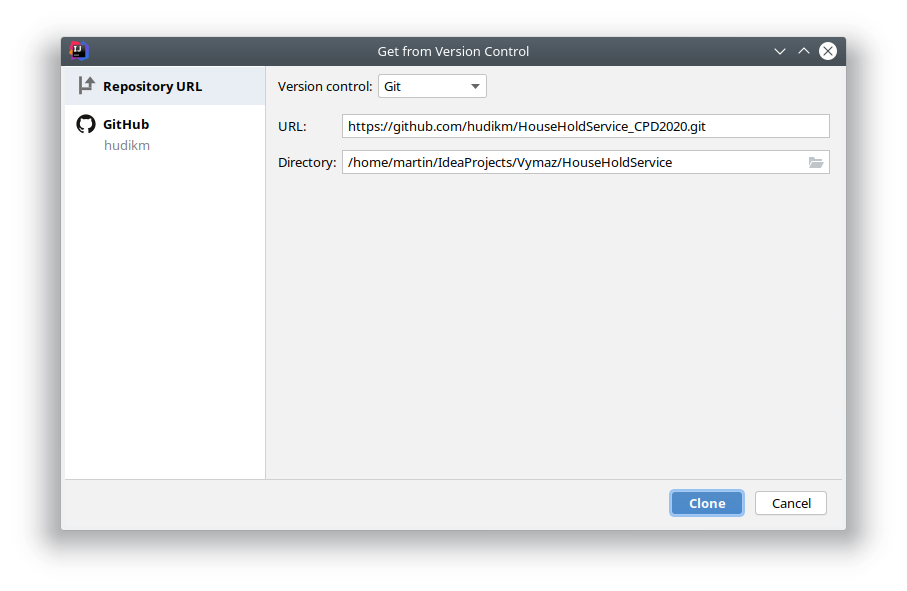 Get from Version Control
Repository URL
GitHub
hudikm
Version control: Git
URL: https://github.com/hudikm/HouseHoldService_CPD2020.git
Directory: /home/martin/IdeaProjects/Vymaz/HouseHoldService
Clone Cancel